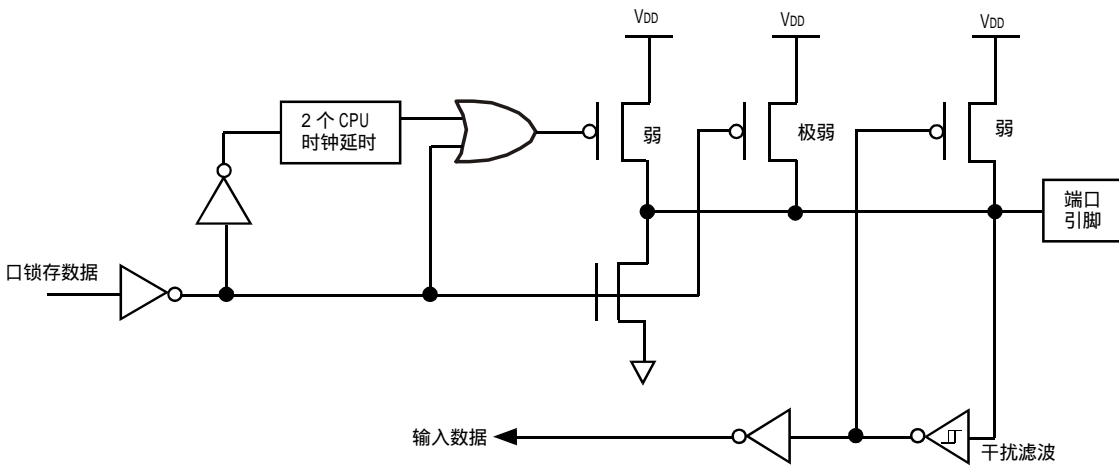 VDD
VDD
VDD
2 个 CPU
时钟延时
弱
极弱
弱
端口
引脚
口锁存数据
输入数据
干扰滤波